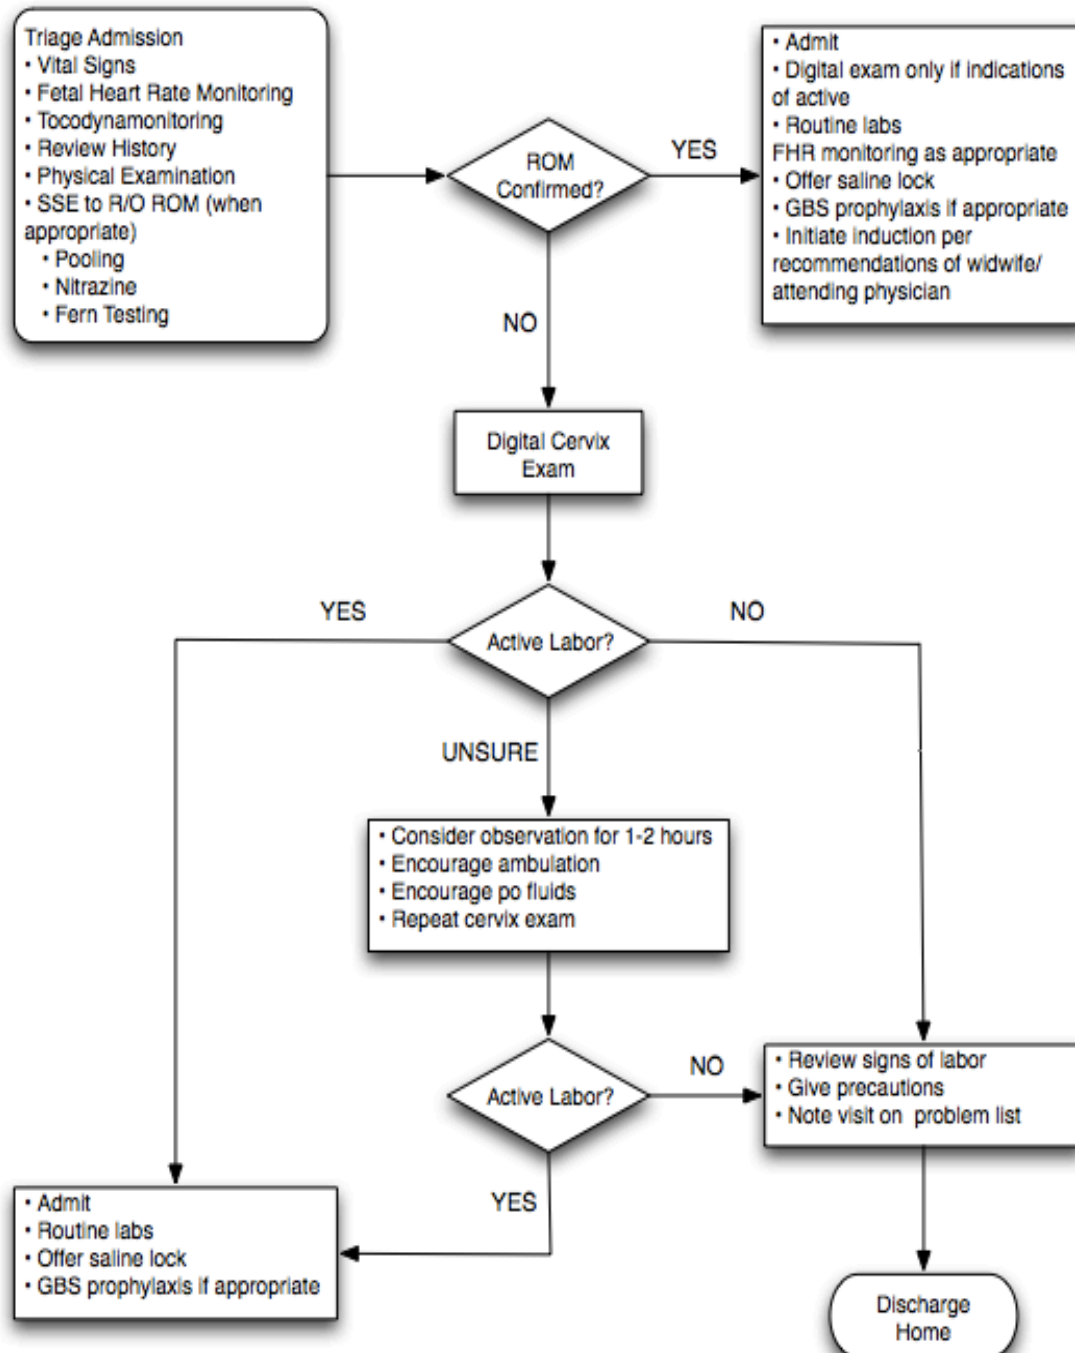 Triage Admission
• Vital Signs
• Fetal Heart Rate Monitoring
• Tocodynamonitoring
• Review History
• Physical Examination
• SSE to R/O ROM (when
appropriate)
• Pooling
• Nitrazine
• Fern Testing
ROM
Confirmed?
YES
• Admit
• Digital exam only if indications
of active
• Routine labs
FHR monitoring as appropriate
• Offer saline lock
• GBS prophylaxis if appropriate
• Initiate induction per
recommendations of widwife/
attending physician
NO
Digital Cervix
Exam
YES
Active Labor?
NO
UNSURE
• Consider observation for 1-2 hours
• Encourage ambulation
• Encourage po fluids
• Repeat cervix exam
Active Labor?
NO
• Review signs of labor
• Give precautions
• Note visit on problem list
YES
• Admit
• Routine labs
• Offer saline lock
• GBS prophylaxis if appropriate
Discharge
Home